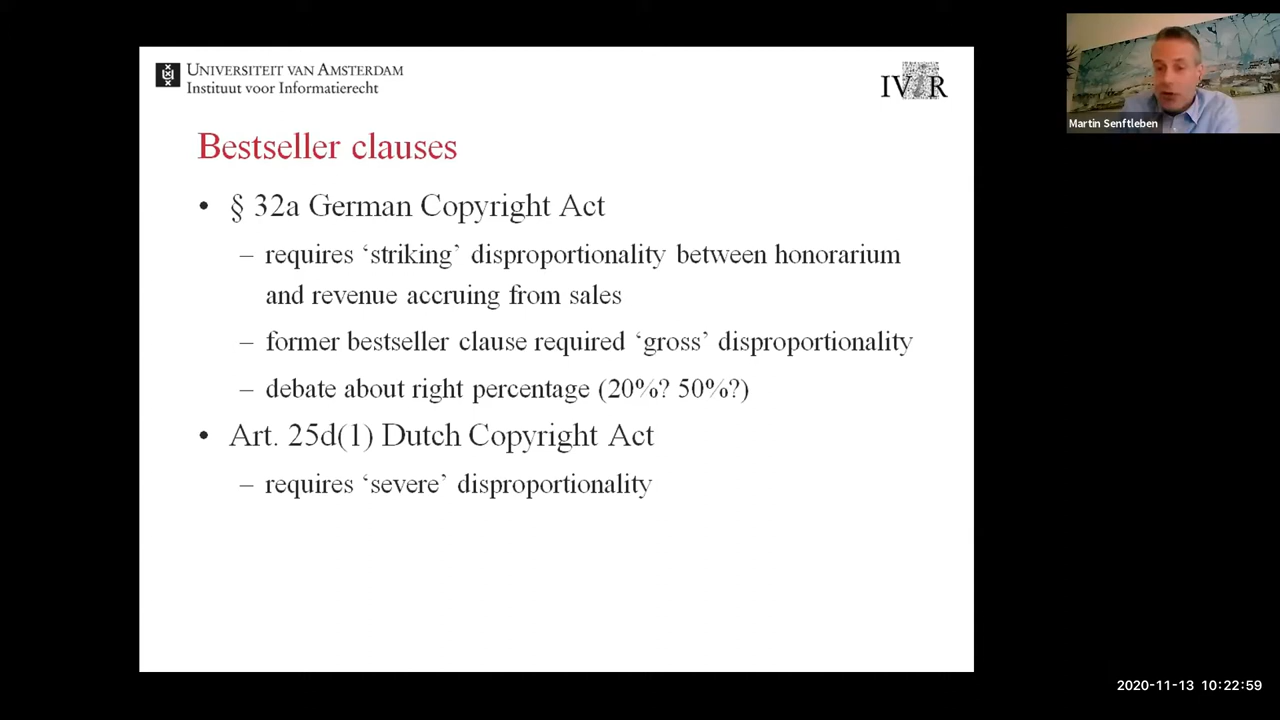 UNIVERSITEIT VAN AMSTERDAM
Instituut voor Informatierecht
IViR
Martin Senftleben
Bestseller clauses
• § 32a German Copyright Act
– requires ‘striking’ disproportionality between honorarium
and revenue accruing from sales
– former bestseller clause required ‘gross’ disproportionality
– debate about right percentage (20%? 50%?)
• Art. 25d(1) Dutch Copyright Act
– requires ‘severe’ disproportionality
2020-11-13 10:22:59